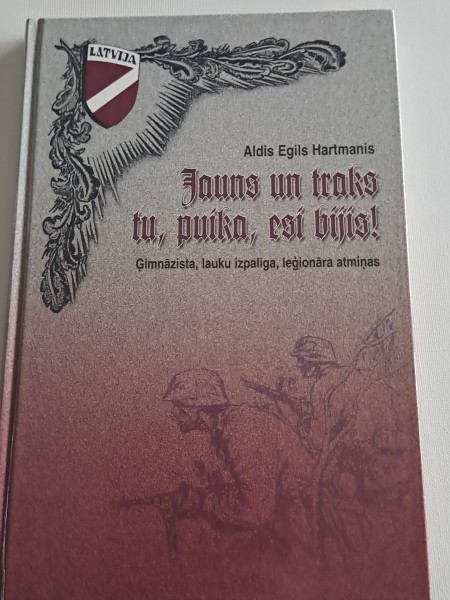 LATVIJA
Aldis Egils Hartmanis
Jauns un traks
tu, puika, esi bijis!
Ģimnāzista, lauku izpalīga, leģionāra atmiņas